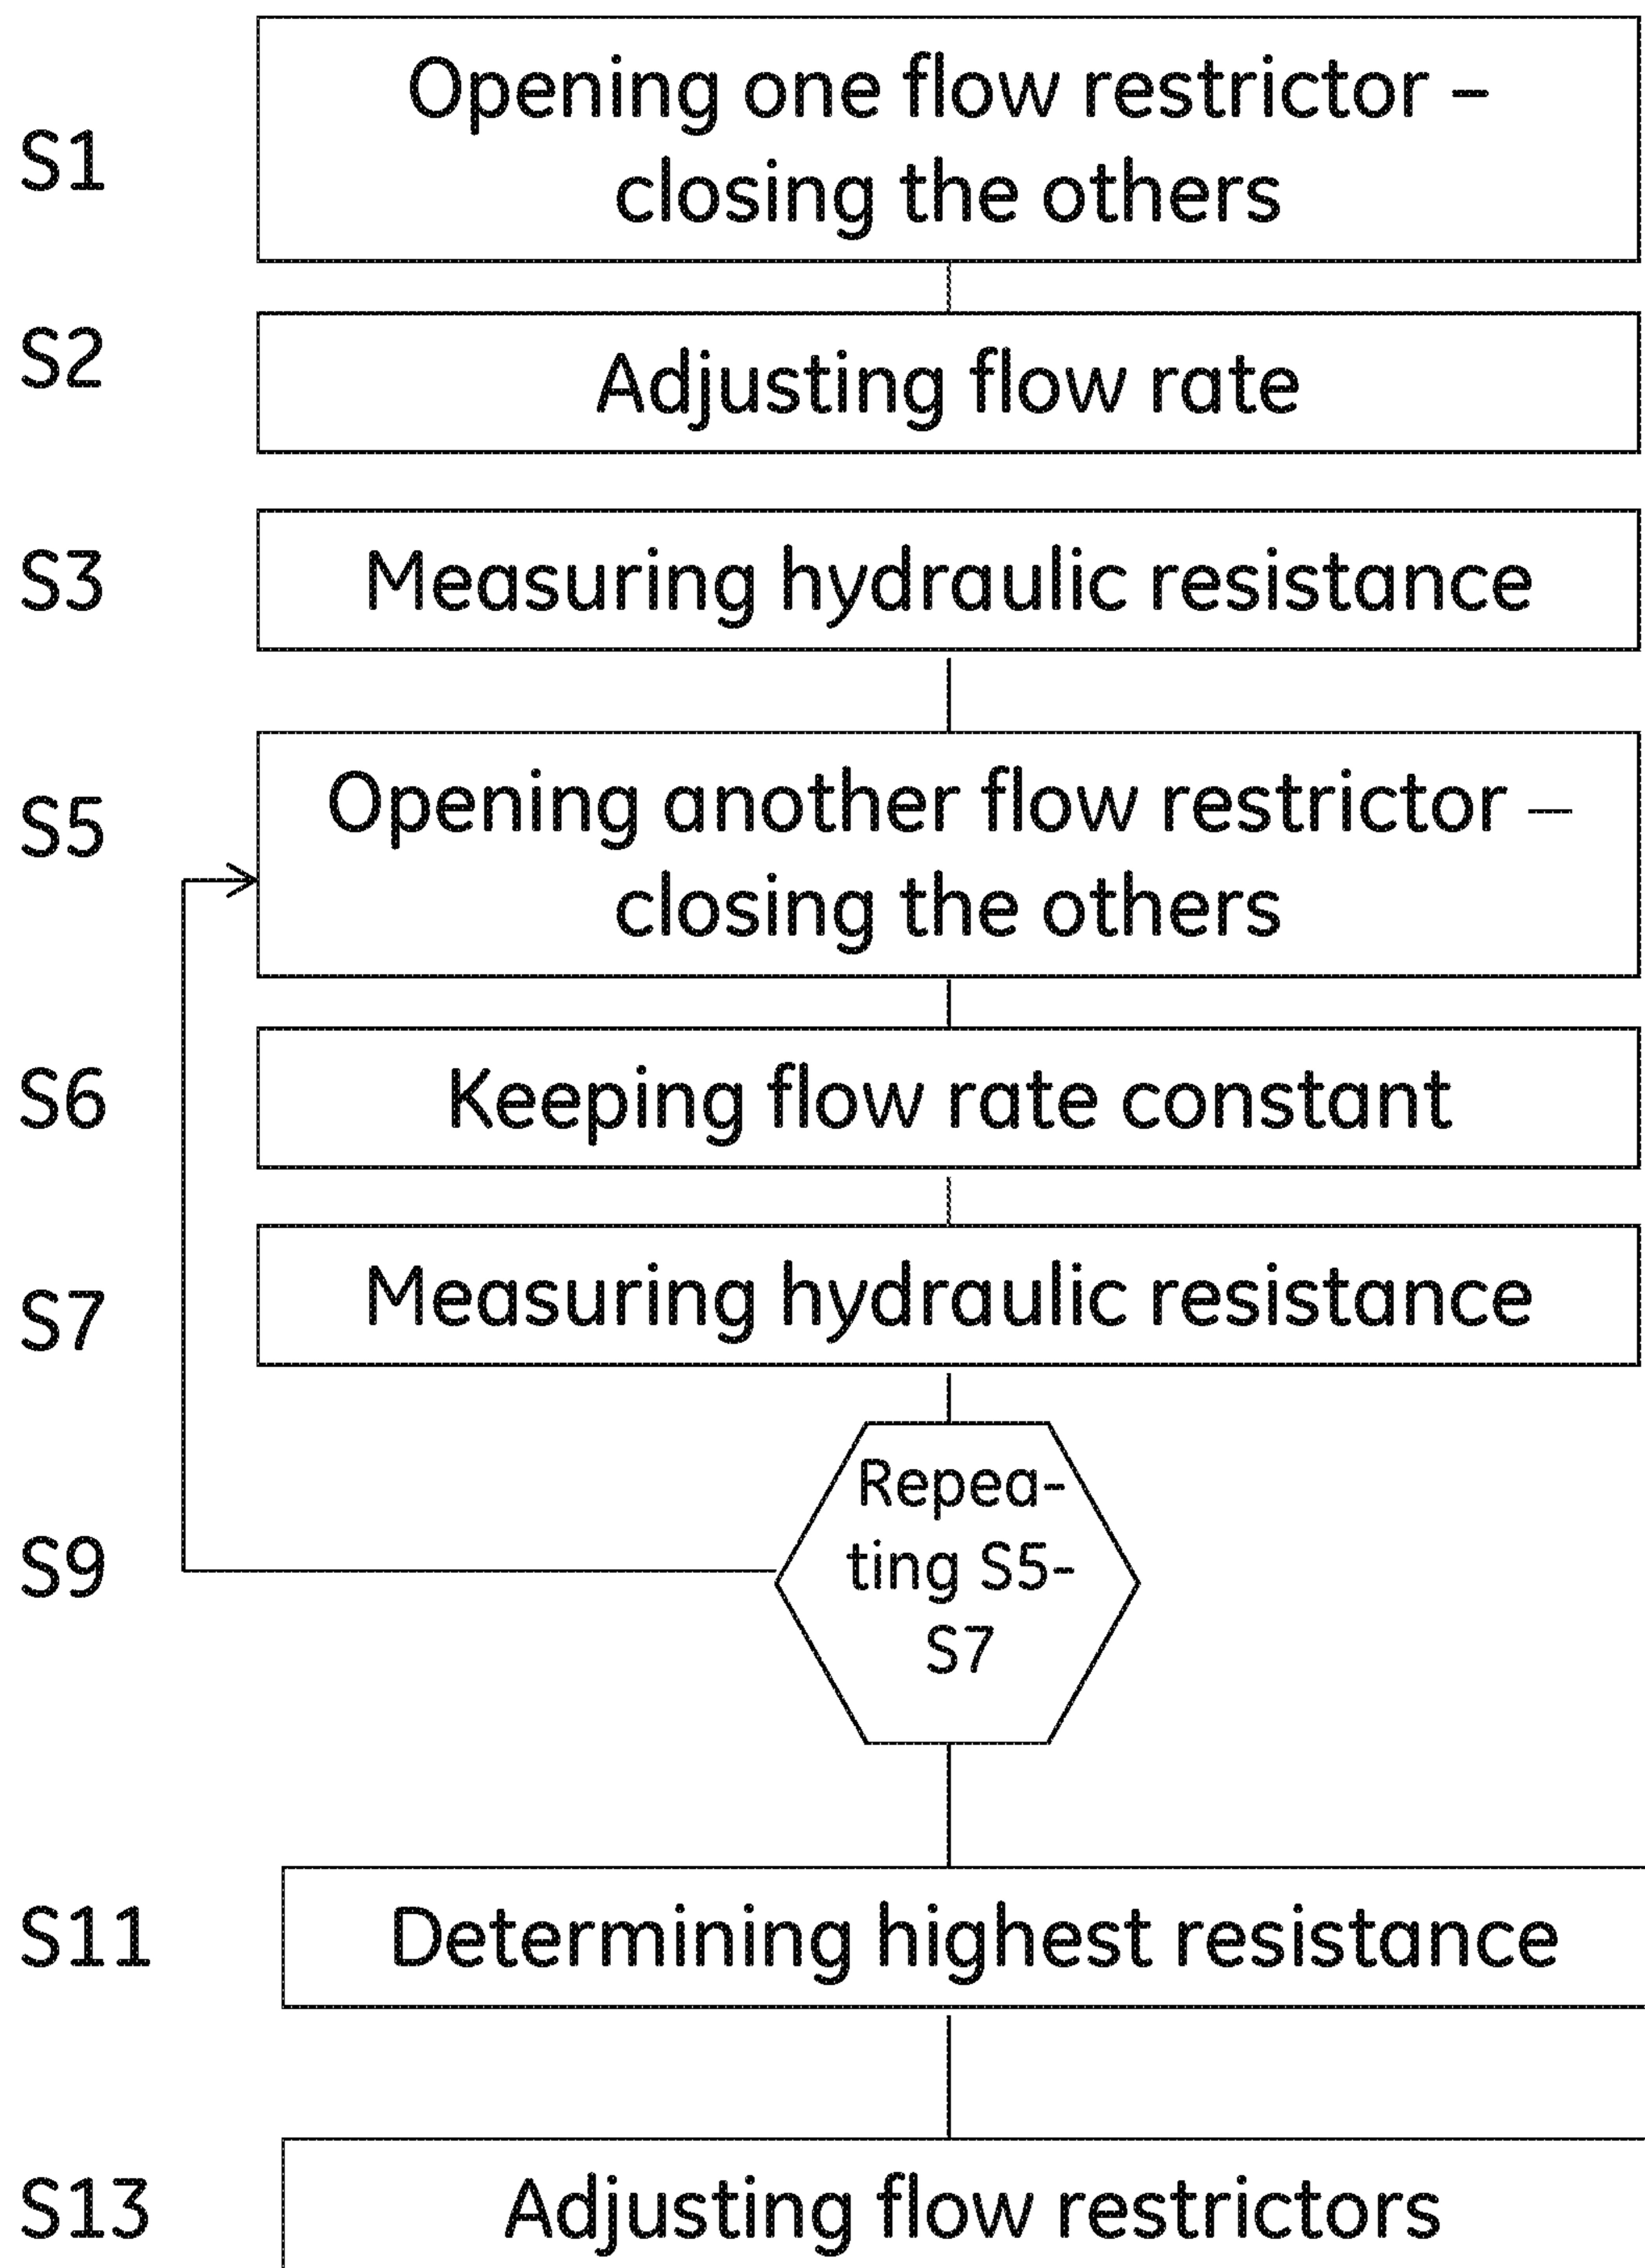 S1
Opening one flow restrictor –
closing the others
S2
Adjusting flow rate
S3
Measuring hydraulic resistance
S5
Opening another flow restrictor —
closing the others
S6
Keeping flow rate constant
S7
Measuring hydraulic resistance
S9
Repea-
ting S5-
S7
S11
Determining highest resistance
S13
Adjusting flow restrictors